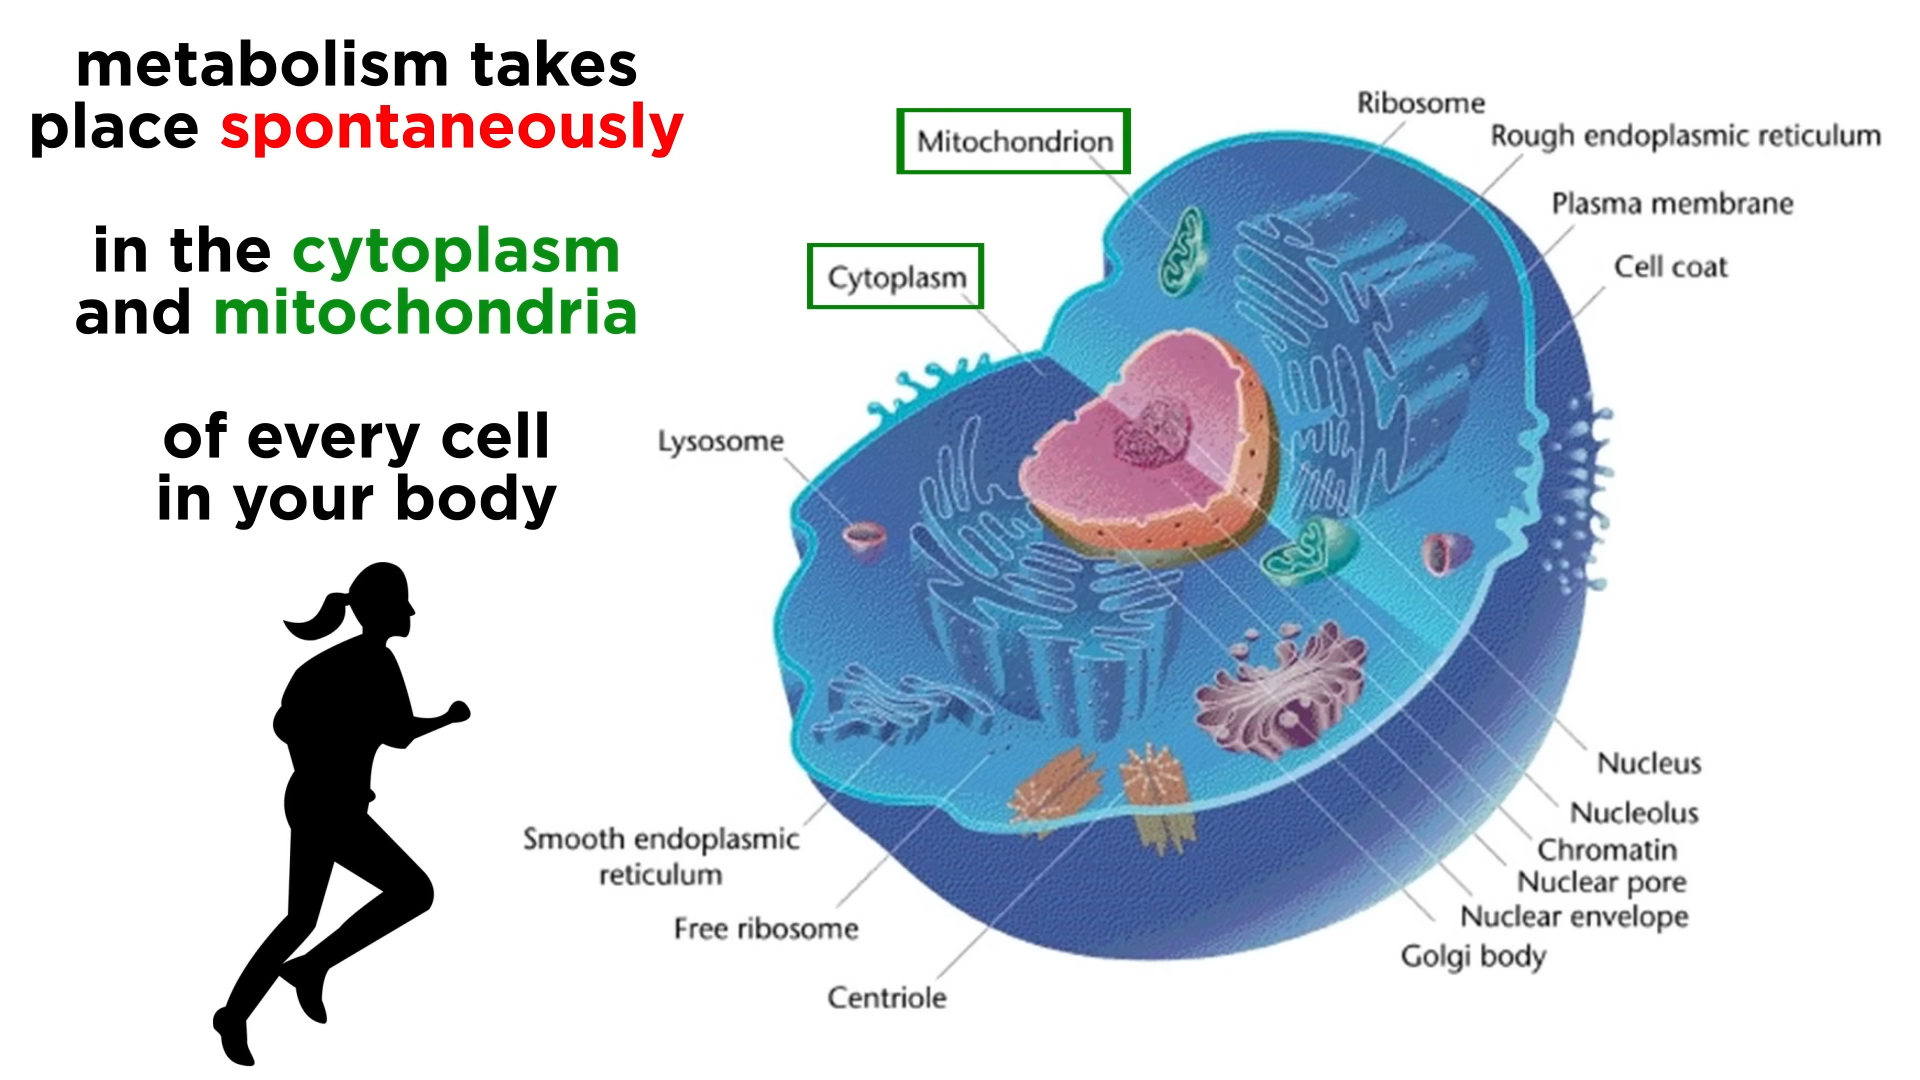 metabolism takes
place spontaneously
in the cytoplasm
and mitochondria
of every cell
in your body
Ribosome
Mitochondrion
Rough endoplasmic reticulum
Plasma membrane
Cell coat
Cytoplasm
Lysosome
Nucleus
Nucleolus
Smooth endoplasmic
reticulum
Chromatin
Nuclear pore
Nuclear envelope
Free ribosome
Golgi body
Centriole